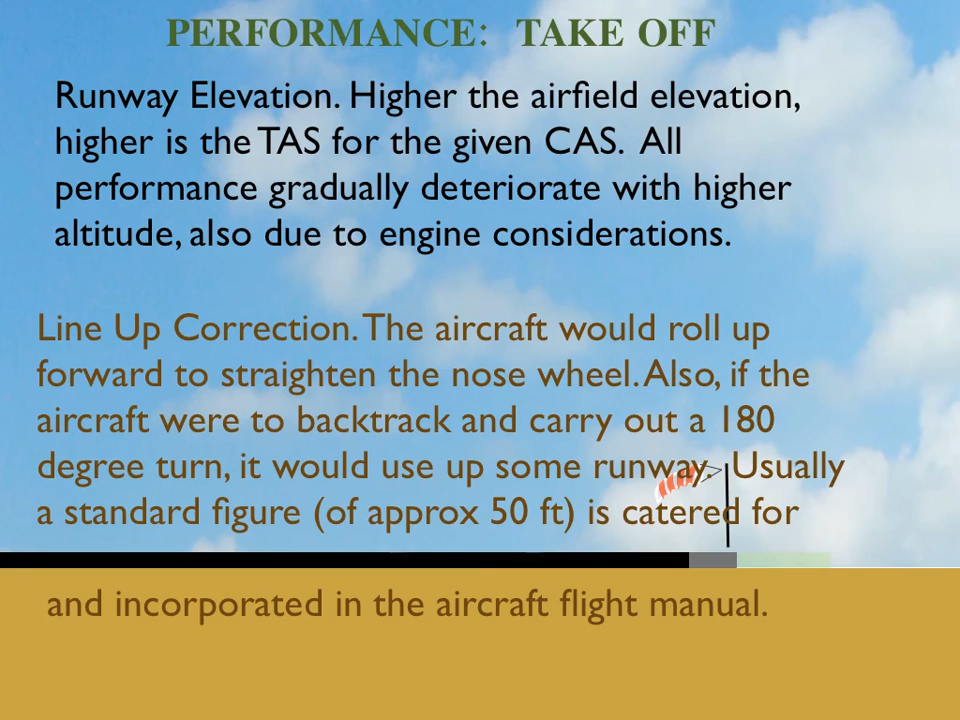 PERFORMANCE: TAKE OFF
Runway Elevation. Higher the airfield elevation,
higher is the TAS for the given CAS. All
performance gradually deteriorate with higher
altitude, also due to engine considerations.
Line Up Correction. The aircraft would roll up
forward to straighten the nose wheel. Also, if the
aircraft were to backtrack and carry out a 180
degree turn, it would use up some runway. Usually
a standard figure (of approx 50 ft) is catered for
and incorporated in the aircraft flight manual.